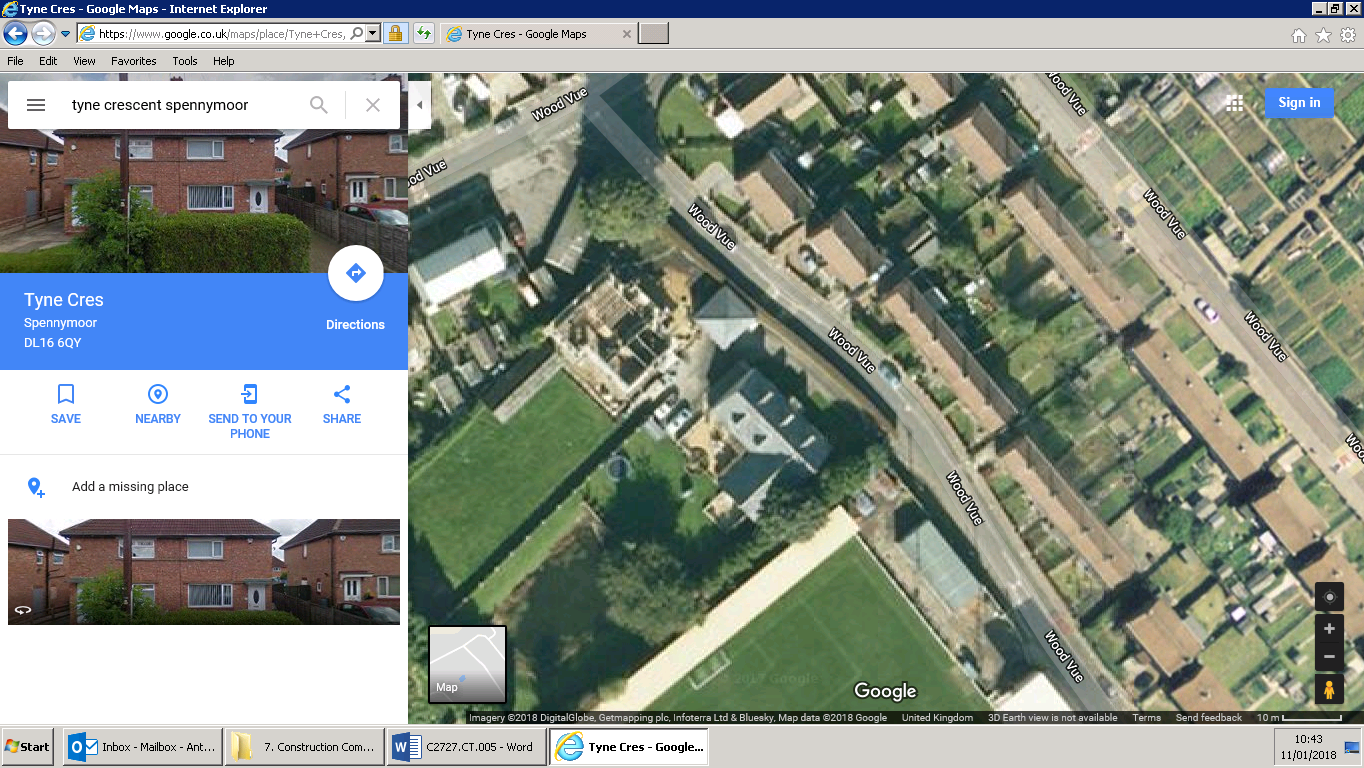 Tyne Cres - Google Maps - Internet Explorer
https://www.google.co.uk/maps/place/Tyne+Cres,
Tyne Cres - Google Maps
File Edit View Favorites Tools Help
tyne crescent spennymoor
Sign in
Tyne Cres
Spennymoor
DL16 6QY
Directions
SAVE
NEARBY
SEND TO YOUR
PHONE
SHARE
Add a missing place
Wood Vue
Wood Vue
Wood Vue
Wood Vue
Wood Vue
Wood Vue
Wood Vue
Wood Vue
Map
© 2017 Google
Google
Imagery ©2018 DigitalGlobe, Getmapping plc, Infoterra Ltd & Bluesky, Map data ©2018 Google United Kingdom 3D Earth view is not available Terms Send feedback 10 m
Start
Inbox - Mailbox - Ant...
7. Construction Com...
C2727.CT.005 - Word
Tyne Cres - Google...
10:43
11/01/2018